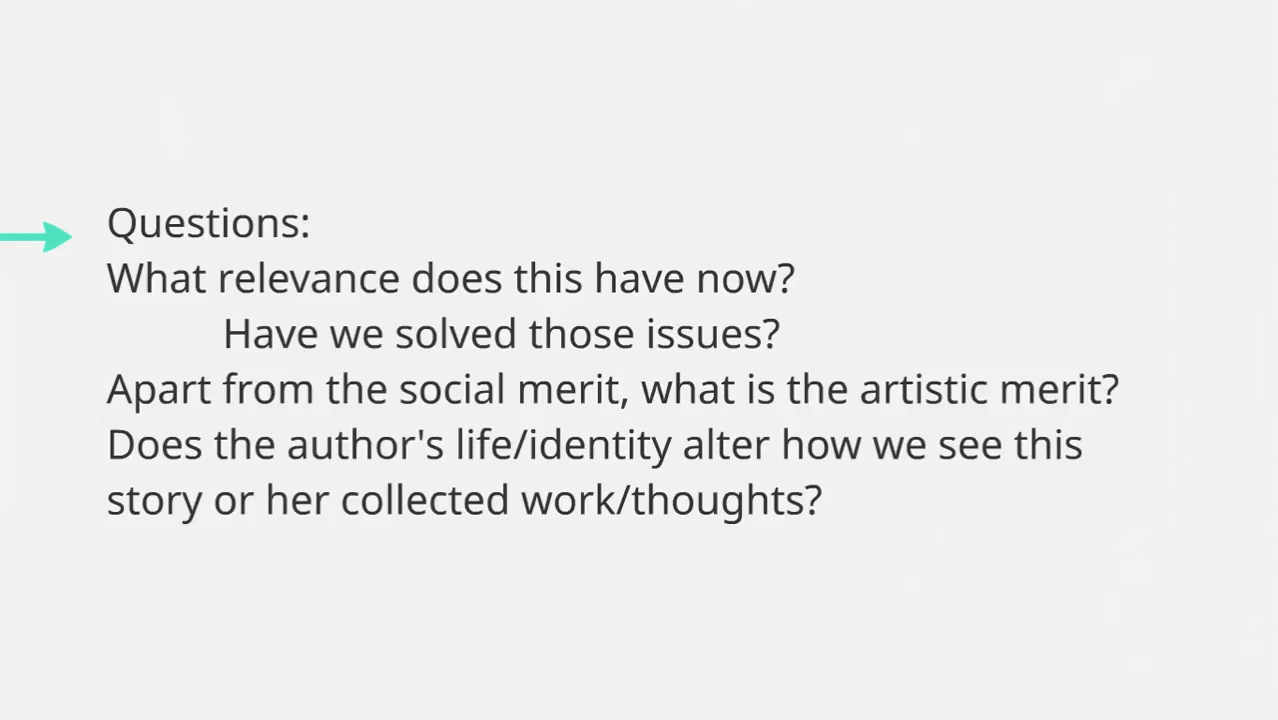 Questions:
What relevance does this have now?
Have we solved those issues?
Apart from the social merit, what is the artistic merit?
Does the author's life/identity alter how we see this
story or her collected work/thoughts?